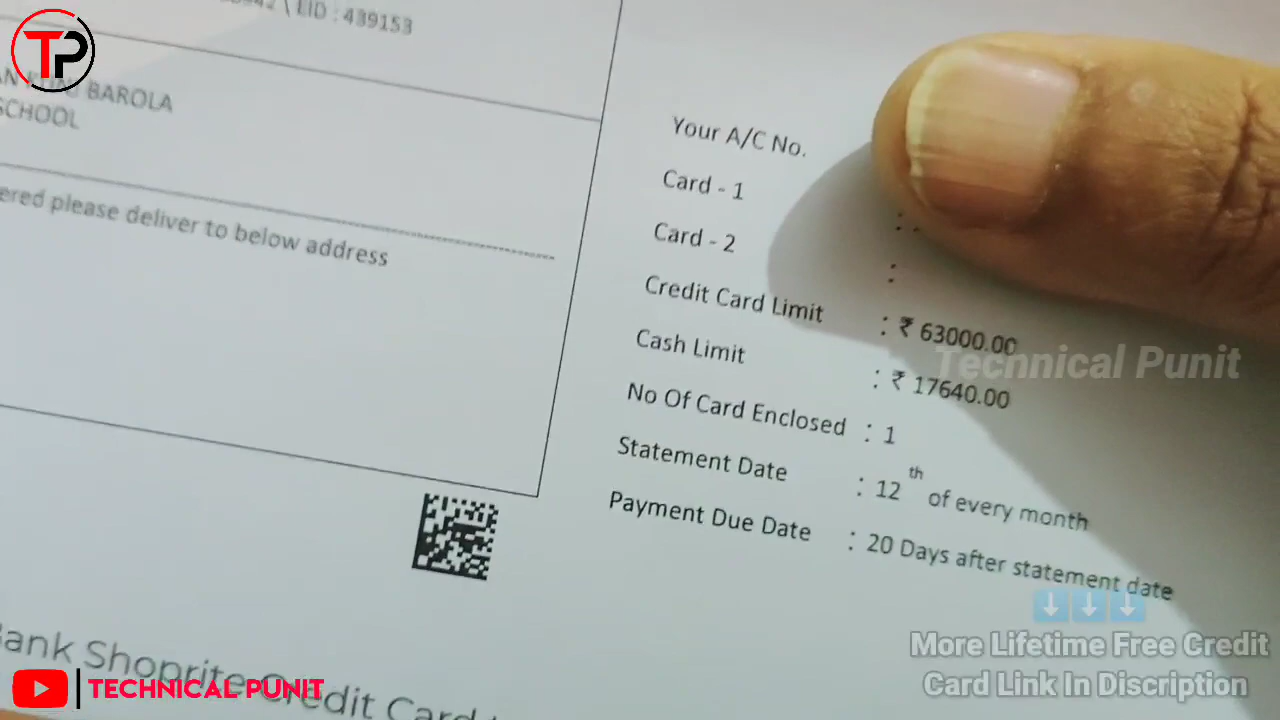 TP
\ LID : 439153
BAROLA
SCHOOL
please deliver to below address
Your A/C No.
Card - 1 :
Card - 2 :
Credit Card Limit : ₹ 63000.00
Cash Limit : ₹ 17640.00
No Of Card Enclosed : 1
Statement Date : 12th of every month
Payment Due Date : 20 Days after statement date
Technical Punit
Shoprite Credit Card
TECHNICAL PUNIT
More Lifetime Free Credit
Card Link In Discription